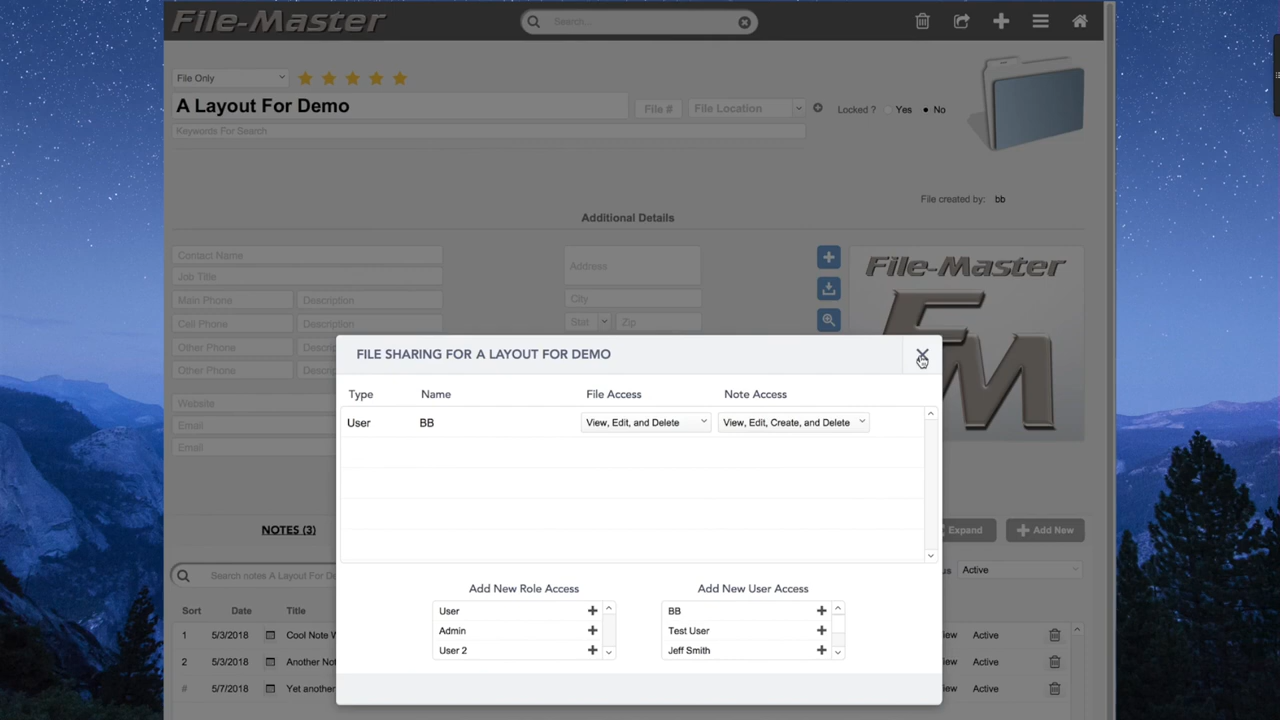 File-Master
Search...
File Only
A Layout For Demo
File #
File Location
Locked ?
Yes
No
Keywords For Search
File created by: bb
Additional Details
Contact Name
Job Title
Main Phone
Description
Cell Phone
Description
Other Phone
Other Phone
Website
Email
Email
Address
City
Zip
File-Master
FM
FILE SHARING FOR A LAYOUT FOR DEMO
Type Name File Access Note Access
User BB View, Edit, and Delete View, Edit, Create, and Delete
Add New Role Access
User
Admin
User 2
Add New User Access
BB
Test User
Jeff Smith
NOTES (3)
Expand
Add New
Search notes A Layout For De
Active
Sort Date Title
1 5/3/2018 Cool Note Active
2 5/3/2018 Another Active
# 5/7/2018 Yet another Active